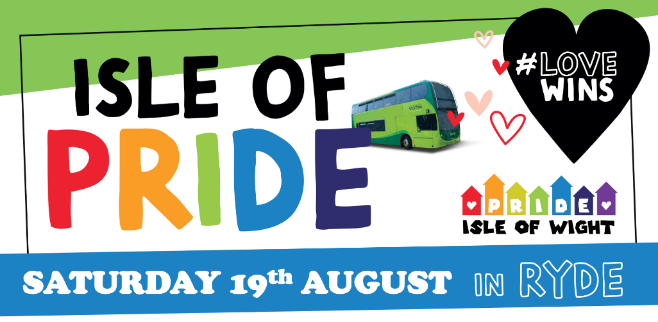 ISLE OF
PRIDE
#LOVE
WINS
PRIDE
ISLE OF WIGHT
SATURDAY 19th AUGUST IN RYDE